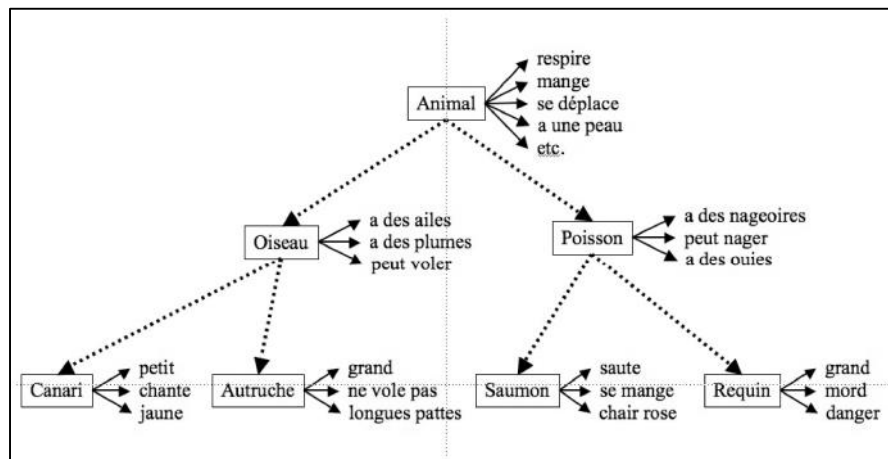 respire
mange
Animal
se déplace
a une peau
etc.
a des ailes
Oiseau
a des plumes
peut voler
a des nageoires
Poisson
peut nager
a des ouies
petit
Canari
chante
jaune
grand
Autruche
ne vole pas
longues pattes
saute
Saumon
se mange
chair rose
grand
Requin
mord
danger